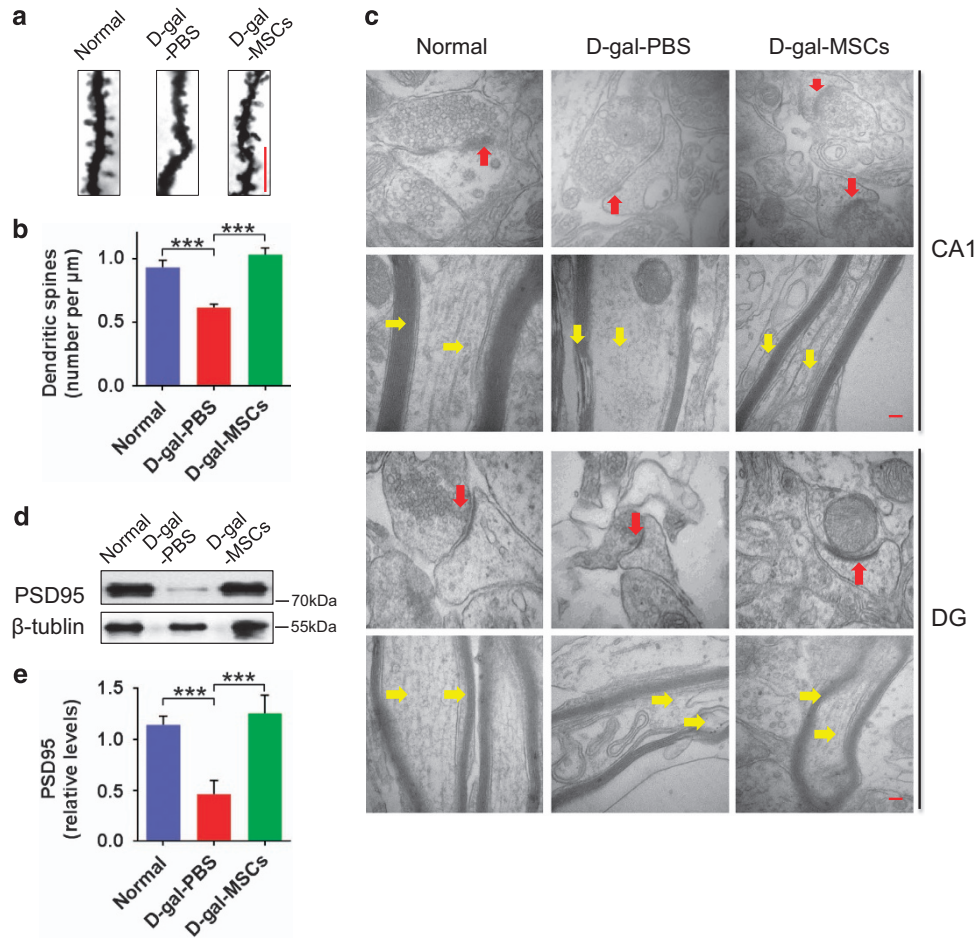 a
Normal
D-gal
-PBS
D-gal
-MSCs
b
***
***
Dendritic spines
(number per µm)
1.0
0.5
0.0
Normal
D-gal-PBS
D-gal-MSCs
c
Normal
D-gal-PBS
D-gal-MSCs
CA1
DG
d
Normal
D-gal
-PBS
D-gal
-MSCs
PSD95
70kDa
β-tublin
55kDa
e
***
***
PSD95
(relative levels)
1.5
1.0
0.5
0.0
Normal
D-gal-PBS
D-gal-MSCs